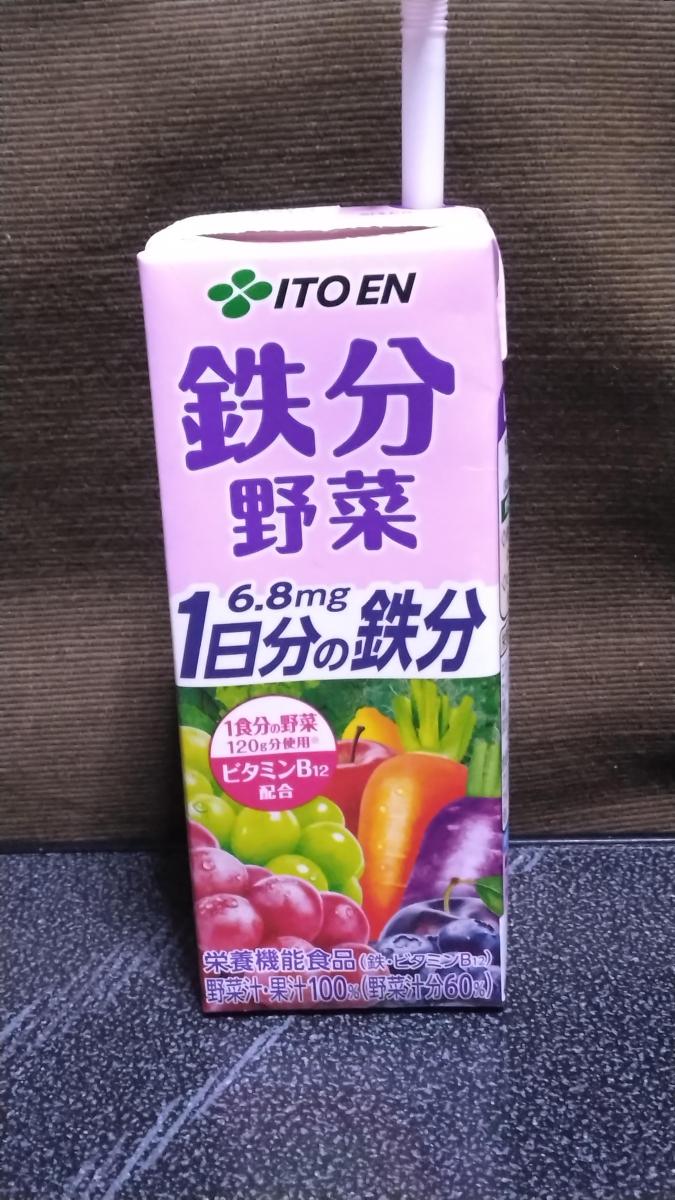 ITO EN
鉄分
野菜
6.8mg
1日分の鉄分
1食分の野菜
120g分使用※
ビタミンB12
配合
栄養機能食品(鉄・ビタミンB12)
野菜汁・果汁100%(野菜汁分60%)